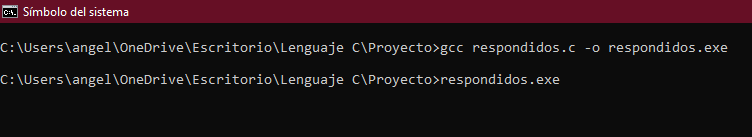 Símbolo del sistema
C:\Users\angel\OneDrive\Escritorio\Lenguaje C\Proyecto>gcc respondidos.c -o respondidos.exe
C:\Users\angel\OneDrive\Escritorio\Lenguaje C\Proyecto>respondidos.exe